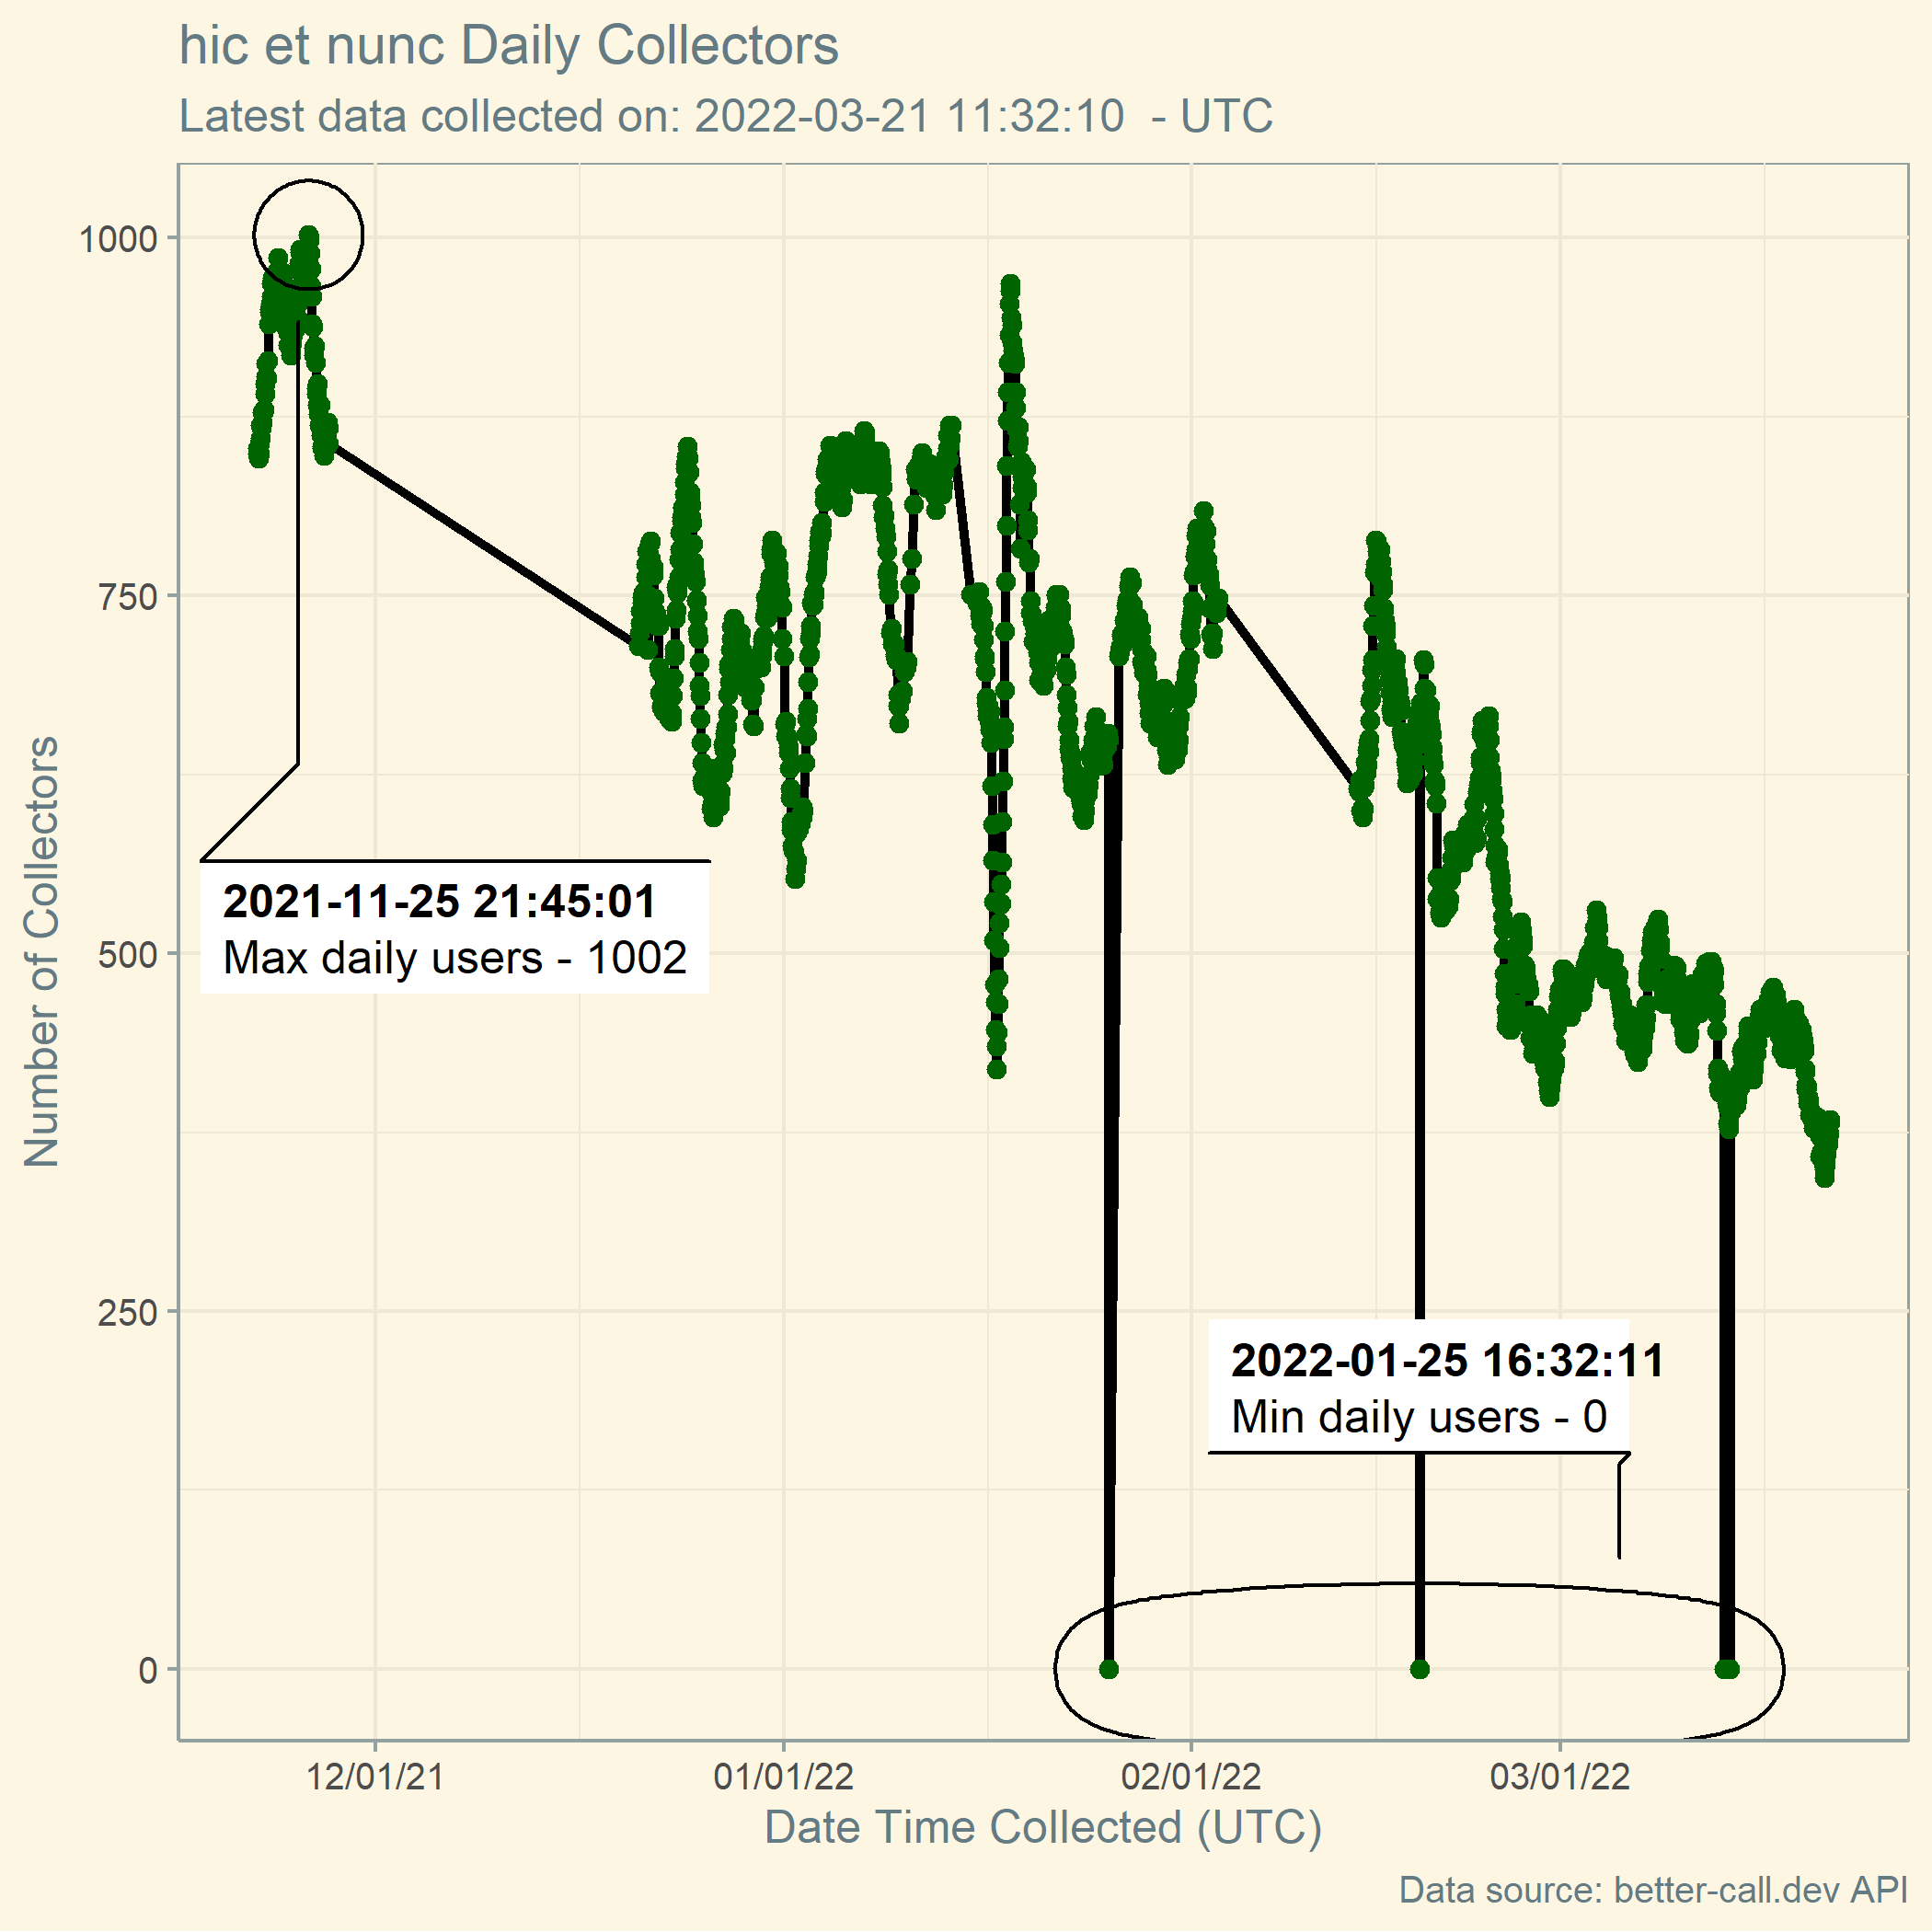 hic et nunc Daily Collectors
Latest data collected on: 2022-03-21 11:32:10  - UTC
Number of Collectors
1000
750
500
250
0
2021-11-25 21:45:01
Max daily users - 1002
2022-01-25 16:32:11
Min daily users - 0
12/01/21
01/01/22
02/01/22
03/01/22
Date Time Collected (UTC)
Data source: better-call.dev API